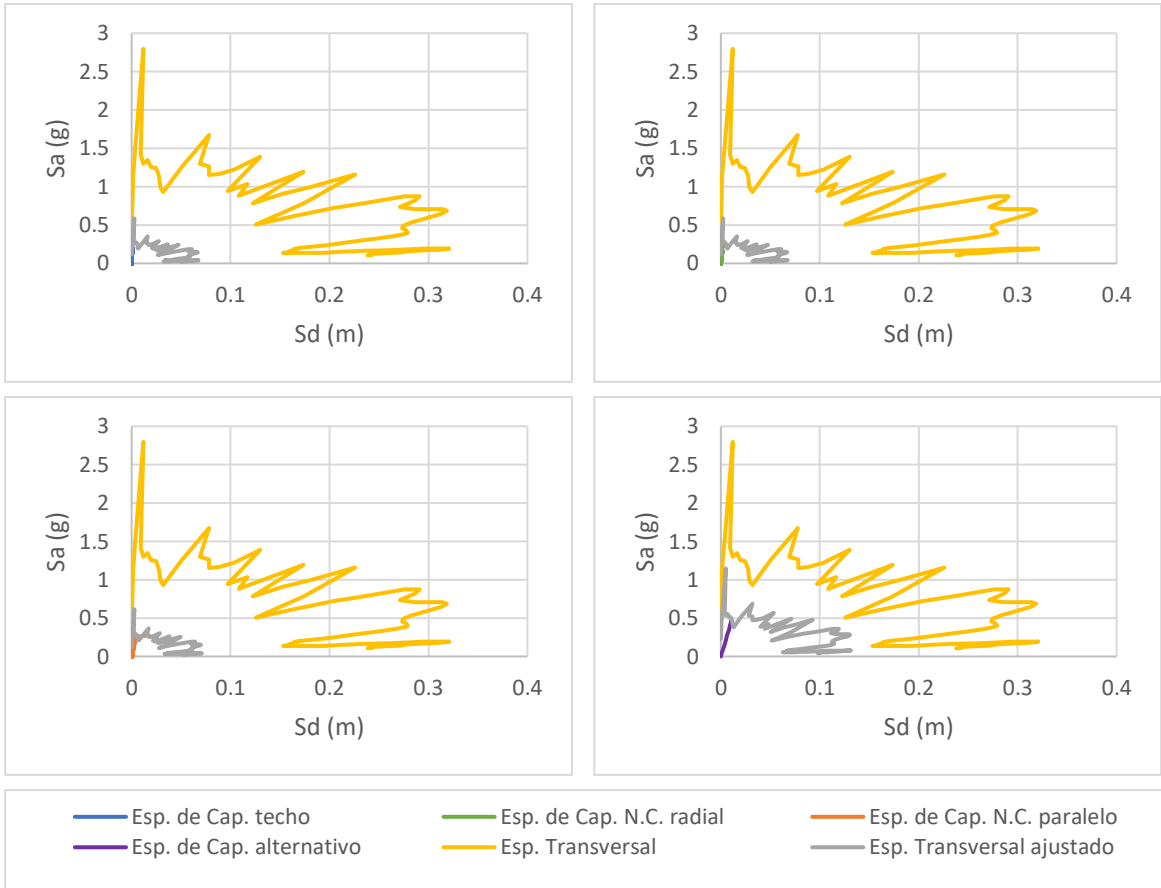 3
2.5
2
1.5
1
0.5
0
0 0.1 0.2 0.3 0.4
Sa (g)
Sd (m)
3
2.5
2
1.5
1
0.5
0
0 0.1 0.2 0.3 0.4
Sa (g)
Sd (m)
3
2.5
2
1.5
1
0.5
0
0 0.1 0.2 0.3 0.4
Sa (g)
Sd (m)
3
2.5
2
1.5
1
0.5
0
0 0.1 0.2 0.3 0.4
Sa (g)
Sd (m)
Esp. de Cap. techo Esp. de Cap. N.C. radial Esp. de Cap. N.C. paralelo
Esp. de Cap. alternativo Esp. Transversal Esp. Transversal ajustado